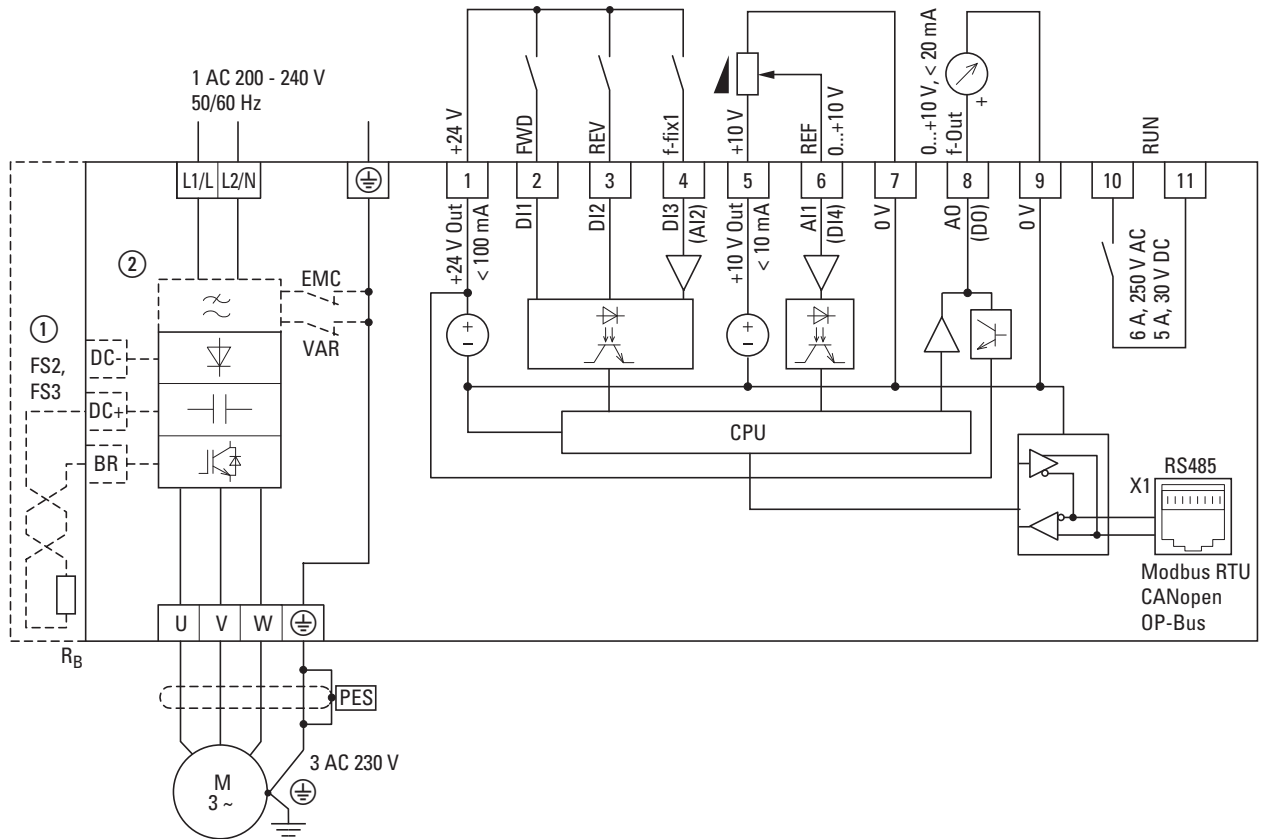 1 AC 200 - 240 V
50/60 Hz
+24 V
FWD
REV
f-fix1
+10 V
REF
0...+10 V
0...+10 V, < 20 mA
f-Out
+
RUN
L1/L
L2/N
1
2
3
4
5
6
7
8
9
10
11
+24 V Out
< 100 mA
DI1
DI2
DI3
(AI2)
+10 V Out
< 10 mA
AI1
(DI4)
0 V
AO
(DO)
0 V
6 A, 250 V AC
5 A, 30 V DC
2
EMC
VAR
1
FS2,
FS3
DC-
DC+
BR
+
−
+
−
CPU
X1
RS485
Modbus RTU
CANopen
OP-Bus
U
V
W
RB
PES
3 AC 230 V
M
3 ~